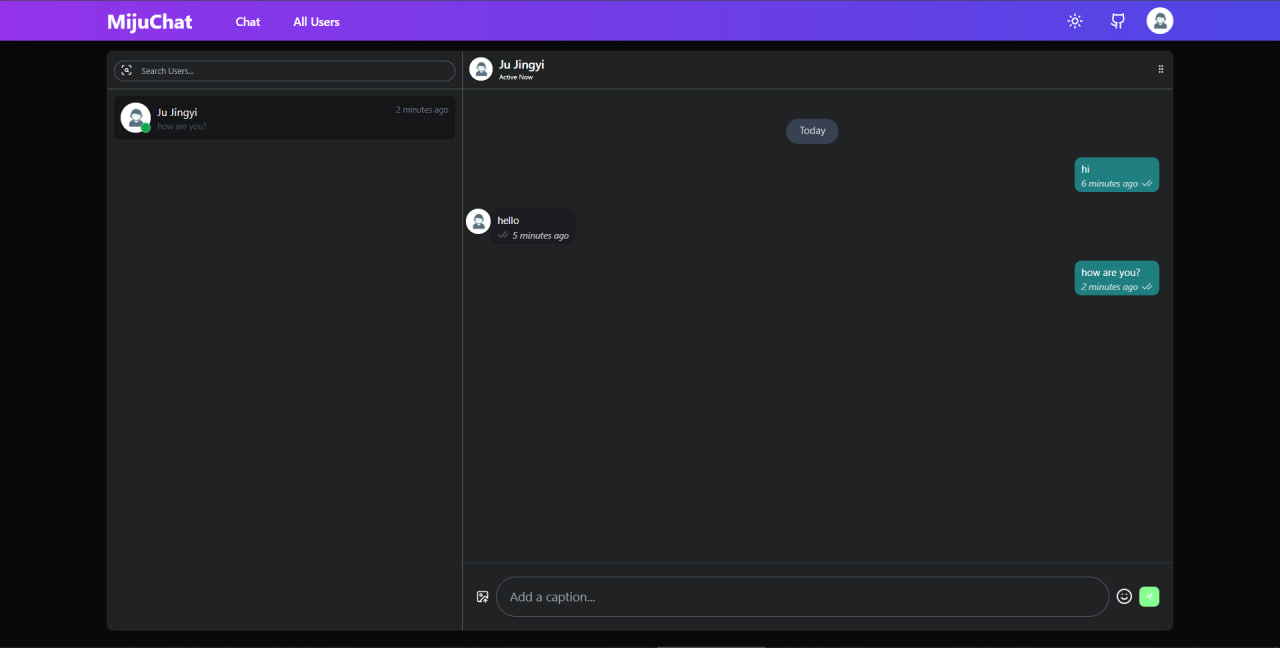 MijuChat
Chat
All Users
Search Users...
Ju Jingyi
2 minutes ago
how are you?
Ju Jingyi
Active Now
Today
hi
6 minutes ago
hello
5 minutes ago
how are you?
2 minutes ago
Add a caption...